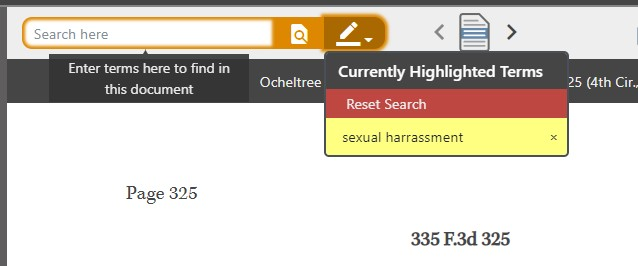 Search here
Enter terms here to find in
this document
Currently Highlighted Terms
Reset Search
sexual harrassment ×
Ocheltree
25 (4th Cir.,
Page 325
335 F.3d 325